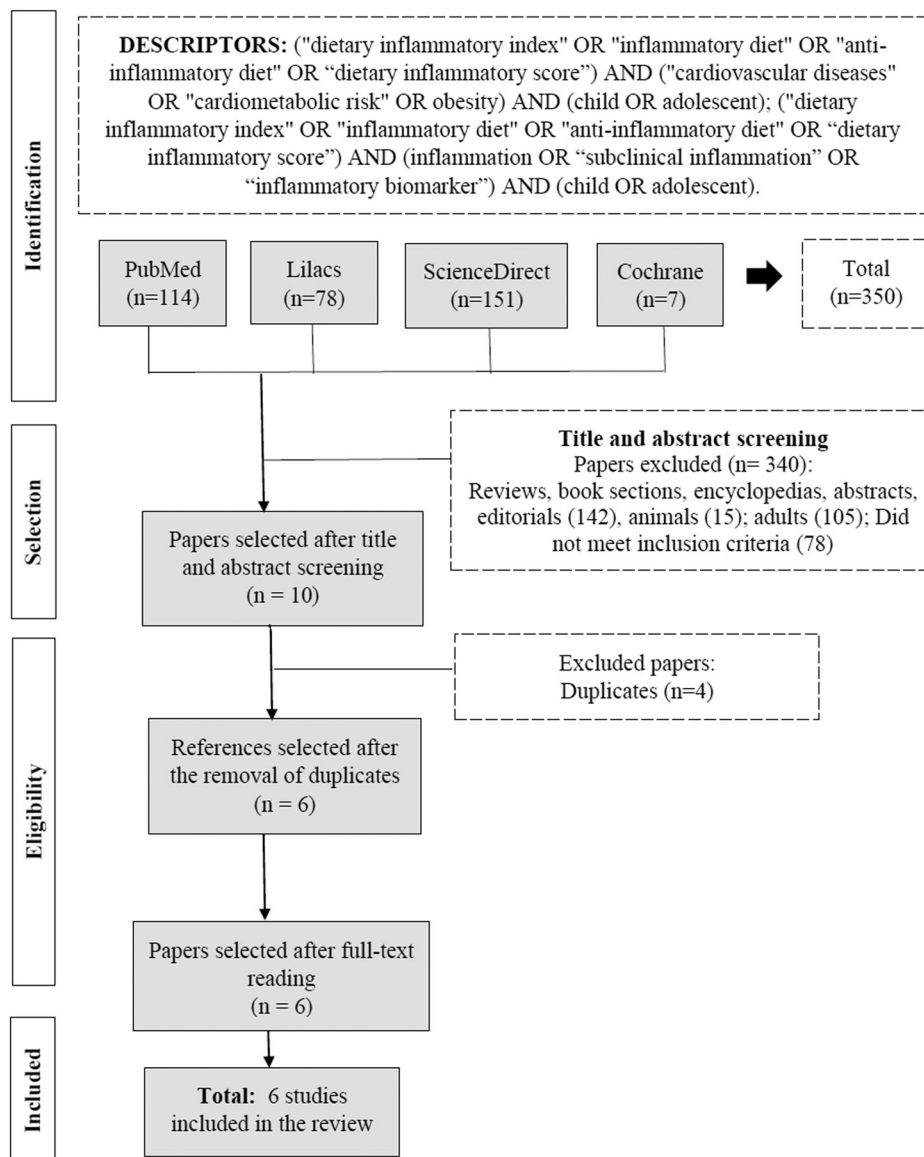 Identification
DESCRIPTORS: ("dietary inflammatory index" OR "inflammatory diet" OR "anti-
inflammatory diet" OR “dietary inflammatory score”) AND ("cardiovascular diseases"
OR "cardiometabolic risk" OR obesity) AND (child OR adolescent); ("dietary
inflammatory index" OR "inflammatory diet" OR "anti-inflammatory diet" OR “dietary
inflammatory score”) AND (inflammation OR “subclinical inflammation” OR
“inflammatory biomarker”) AND (child OR adolescent).
PubMed
(n=114)
Lilacs
(n=78)
ScienceDirect
(n=151)
Cochrane
(n=7)
Total
(n=350)
Selection
Title and abstract screening
Papers excluded (n= 340):
Reviews, book sections, encyclopedias, abstracts,
editorials (142), animals (15); adults (105); Did
not meet inclusion criteria (78)
Papers selected after title
and abstract screening
(n = 10)
Eligibility
Excluded papers:
Duplicates (n=4)
References selected after
the removal of duplicates
(n = 6)
Papers selected after full-text
reading
(n = 6)
Included
Total: 6 studies
included in the review